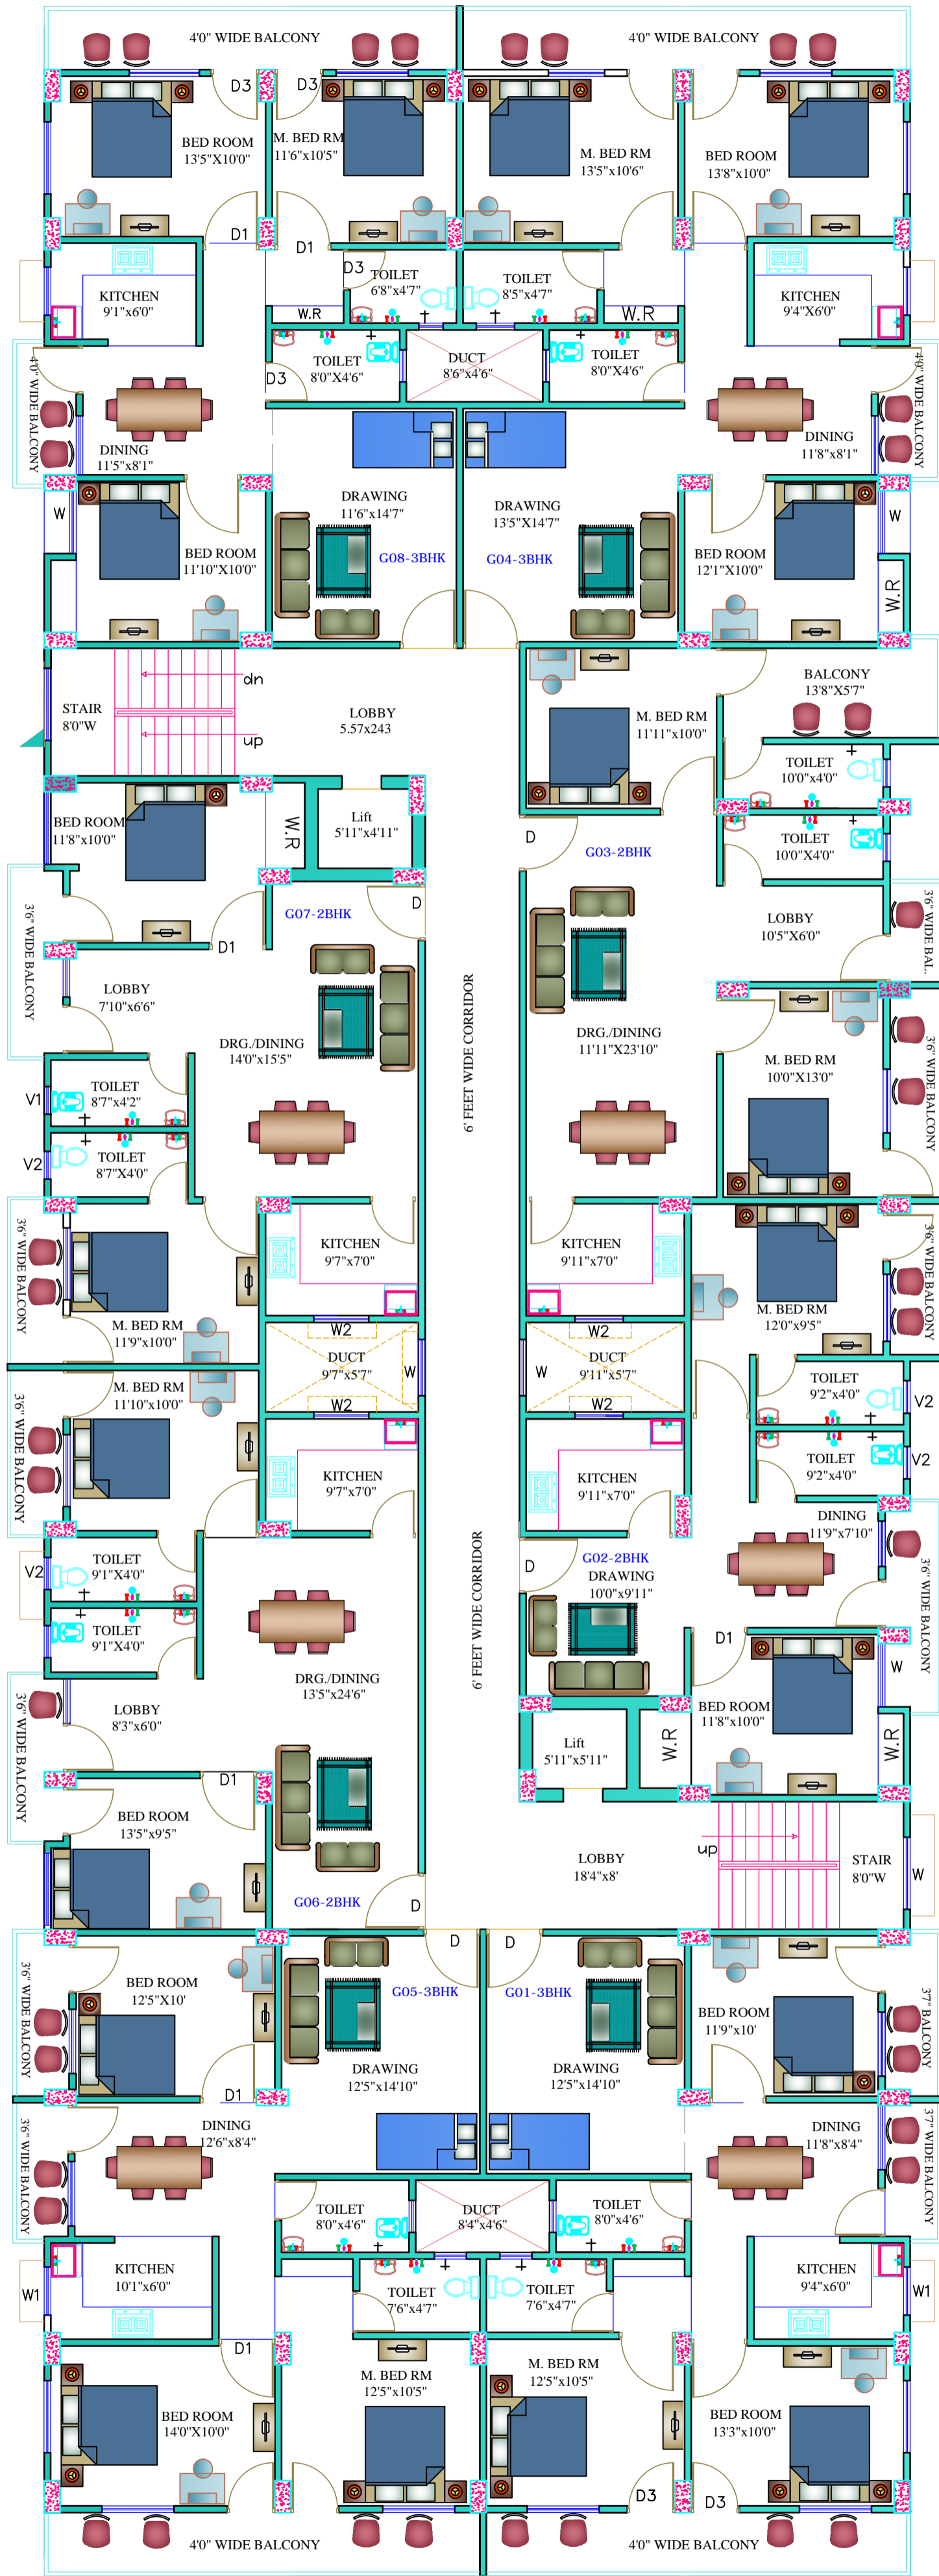 4'0" WIDE BALCONY
4'0" WIDE BALCONY
D3
D3
BED ROOM
13'5"X10'0"
M. BED RM
11'6"x10'5"
M. BED RM
13'5"x10'6"
BED ROOM
13'8"x10'0"
D1
D1
D3
TOILET
6'8"x4'7"
TOILET
8'5"x4'7"
KITCHEN
9'1"x6'0"
KITCHEN
9'4"X6'0"
W.R
W.R
TOILET
8'0"X4'6"
DUCT
8'6"x4'6"
TOILET
8'0"X4'6"
D3
4'0" WIDE BALCONY
4'0" WIDE BALCONY
DINING
11'5"x8'1"
DINING
11'8"x8'1"
DRAWING
11'6"x14'7"
DRAWING
13'5"X14'7"
W
W
BED ROOM
11'10"X10'0"
G08-3BHK
G04-3BHK
BED ROOM
12'1"X10'0"
W.R
STAIR
8'0"W
dn
up
LOBBY
5.57x243
M. BED RM
11'11"x10'0"
BALCONY
13'8"X5'7"
TOILET
10'0"x4'0"
BED ROOM
11'8"x10'0"
W.R
Lift
5'11"x4'11"
D
G03-2BHK
TOILET
10'0"X4'0"
G07-2BHK
D
D1
3'6" WIDE BALCONY
LOBBY
10'5"X6'0"
3'6" WIDE BAL.
LOBBY
7'10"x6'6"
DRG./DINING
14'0"x15'5"
6' FEET WIDE CORRIDOR
DRG./DINING
11'11"X23'10"
M. BED RM
10'0"X13'0"
3'6" WIDE BALCONY
V1
TOILET
8'7"x4'2"
V2
TOILET
8'7"X4'0"
3'6" WIDE BALCONY
KITCHEN
9'7"x7'0"
KITCHEN
9'11"x7'0"
3'6" WIDE BALCONY
M. BED RM
11'9"x10'0"
M. BED RM
12'0"x9'5"
W2
W2
DUCT
9'7"x5'7"
W
W
DUCT
9'11"x5'7"
W2
W2
M. BED RM
11'10"x10'0"
3'6" WIDE BALCONY
TOILET
9'2"x4'0"
V2
TOILET
9'2"x4'0"
V2
KITCHEN
9'7"x7'0"
KITCHEN
9'11"x7'0"
DINING
11'9"x7'10"
V2
TOILET
9'1"X4'0"
TOILET
9'1"X4'0"
6' FEET WIDE CORRIDOR
D
G02-2BHK
DRAWING
10'0"x9'11"
3'6" WIDE BALCONY
D1
DRG./DINING
13'5"x24'6"
W
LOBBY
8'3"x6'0"
3'6" WIDE BALCONY
BED ROOM
11'8"x10'0"
Lift
5'11"x5'11"
W.R
W.R
D1
BED ROOM
13'5"x9'5"
up
LOBBY
18'4"x8'
STAIR
8'0"W
W
G06-2BHK
D
D
D
3'6" WIDE BALCONY
BED ROOM
12'5"X10'
G05-3BHK
G01-3BHK
BED ROOM
11'9"x10'
3'7" BALCONY
DRAWING
12'5"x14'10"
DRAWING
12'5"x14'10"
D1
3'6" WIDE BALCONY
DINING
12'6"x8'4"
DINING
11'8"x8'4"
3'7" WIDE BALCONY
TOILET
8'0"x4'6"
DUCT
8'4"x4'6"
TOILET
8'0"x4'6"
KITCHEN
10'1"x6'0"
W1
TOILET
7'6"x4'7"
TOILET
7'6"x4'7"
KITCHEN
9'4"x6'0"
W1
D1
M. BED RM
12'5"x10'5"
M. BED RM
12'5"x10'5"
BED ROOM
14'0"X10'0"
BED ROOM
13'3"x10'0"
D3
D3
4'0" WIDE BALCONY
4'0" WIDE BALCONY